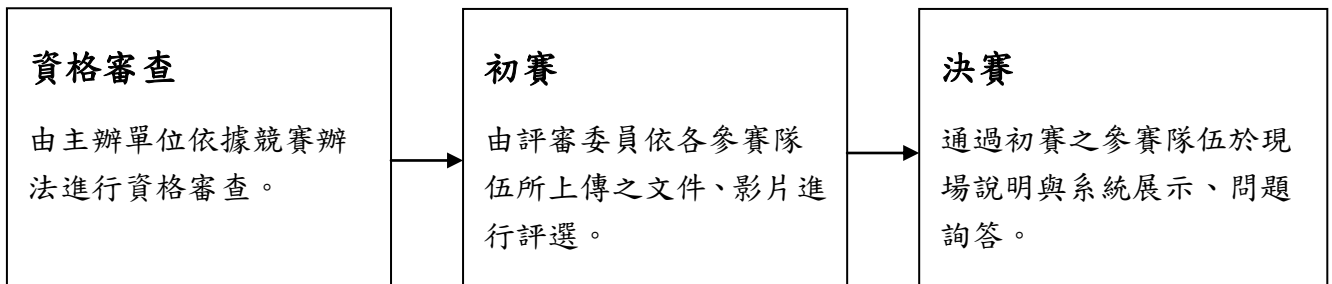 資格審查
由主辦單位依據競賽辦
法進行資格審查。
初賽
由評審委員依各參賽隊
伍所上傳之文件、影片進
行評選。
決賽
通過初賽之參賽隊伍於現
場說明與系統展示、問題
詢答。